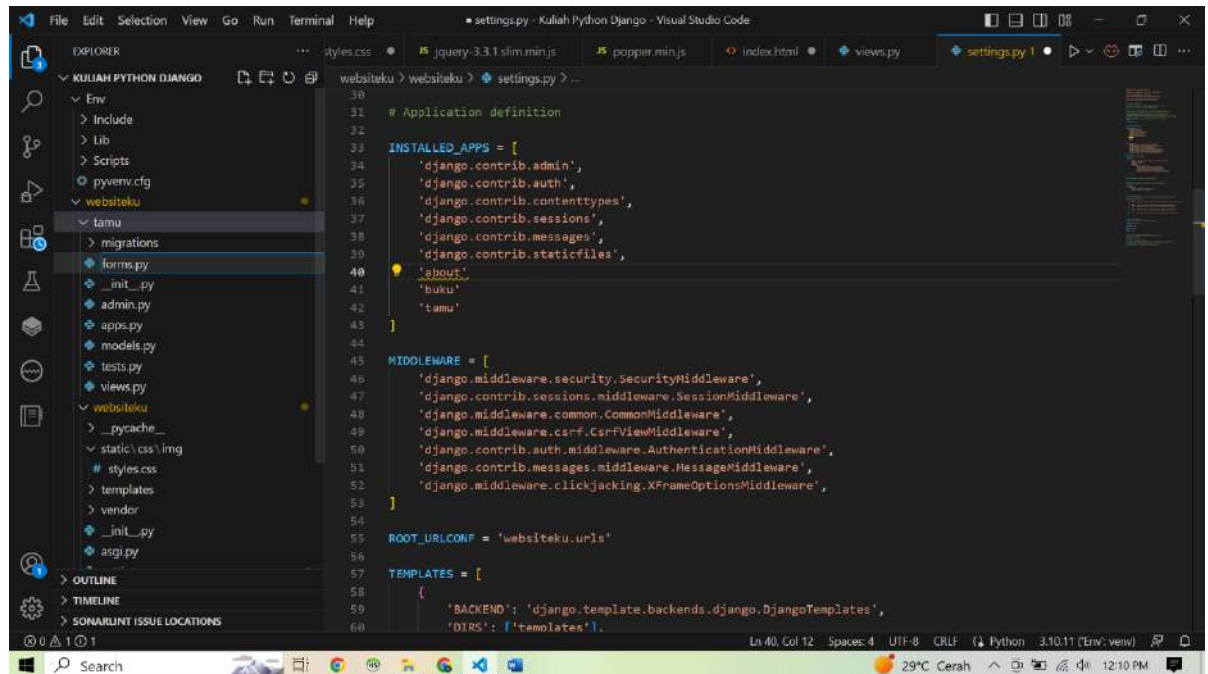 File Edit Selection View Go Run Terminal Help
● settings.py - Kuliah Python Django - Visual Studio Code
EXPLORER
KULIAH PYTHON DJANGO
Env
Include
Lib
Scripts
pyvenv.cfg
websiteku
tamu
migrations
forms.py
__init__.py
admin.py
apps.py
models.py
tests.py
views.py
websiteku
__pycache__
static\css\img
# styles.css
templates
vendor
__init__.py
asgi.py
OUTLINE
TIMELINE
SONARLINT ISSUE LOCATIONS
styles.css ● JS jquery-3.3.1.slim.min.js JS popper.min.js <> index.html ● views.py settings.py 1 ●
websiteku > websiteku > settings.py > ...
30
31 # Application definition
32
33 INSTALLED_APPS = [
34 'django.contrib.admin',
35 'django.contrib.auth',
36 'django.contrib.contenttypes',
37 'django.contrib.sessions',
38 'django.contrib.messages',
39 'django.contrib.staticfiles',
40 'about'
41 'buku'
42 'tamu'
43 ]
44
45 MIDDLEWARE = [
46 'django.middleware.security.SecurityMiddleware',
47 'django.contrib.sessions.middleware.SessionMiddleware',
48 'django.middleware.common.CommonMiddleware',
49 'django.middleware.csrf.CsrfViewMiddleware',
50 'django.contrib.auth.middleware.AuthenticationMiddleware',
51 'django.contrib.messages.middleware.MessageMiddleware',
52 'django.middleware.clickjacking.XFrameOptionsMiddleware',
53 ]
54
55 ROOT_URLCONF = 'websiteku.urls'
56
57 TEMPLATES = [
58 {
59 'BACKEND': 'django.template.backends.django.DjangoTemplates',
60 'DIRS': ['templates'],
0 1 1 Ln 40, Col 12 Spaces: 4 UTF-8 CRLF Python 3.10.11 ('Env': venv)
Search 29°C Cerah 12:10 PM